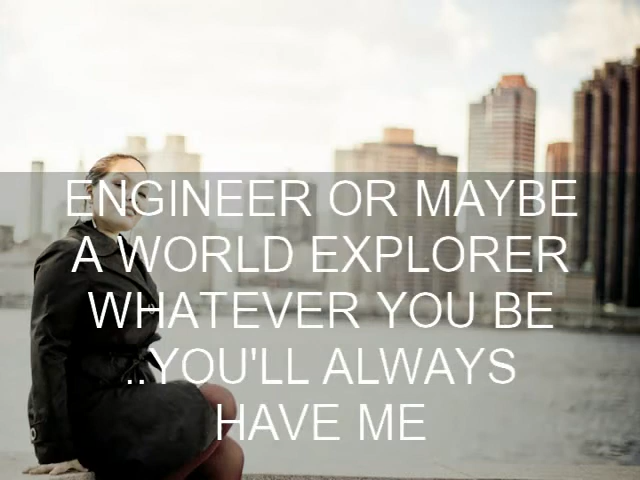 ENGINEER OR MAYBE
A WORLD EXPLORER
WHATEVER YOU BE
..YOU'LL ALWAYS
HAVE ME